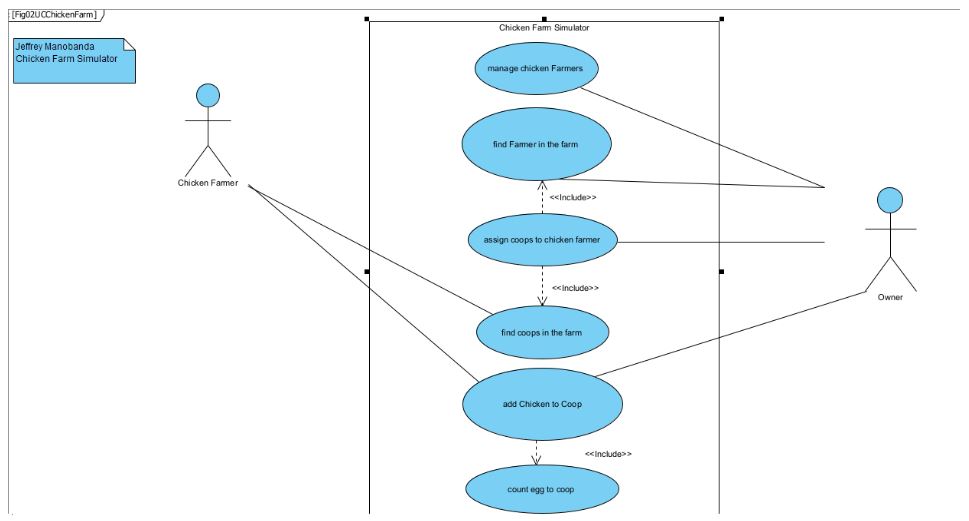 [Fig02UCChickenFarm]
Jeffrey Manobanda
Chicken Farm Simulator
Chicken Farm Simulator
manage chicken Farmers
find Farmer in the farm
Chicken Farmer
<<Include>>
assign coops to chicken farmer
<<Include>>
Owner
find coops in the farm
add Chicken to Coop
<<Include>>
count egg to coop